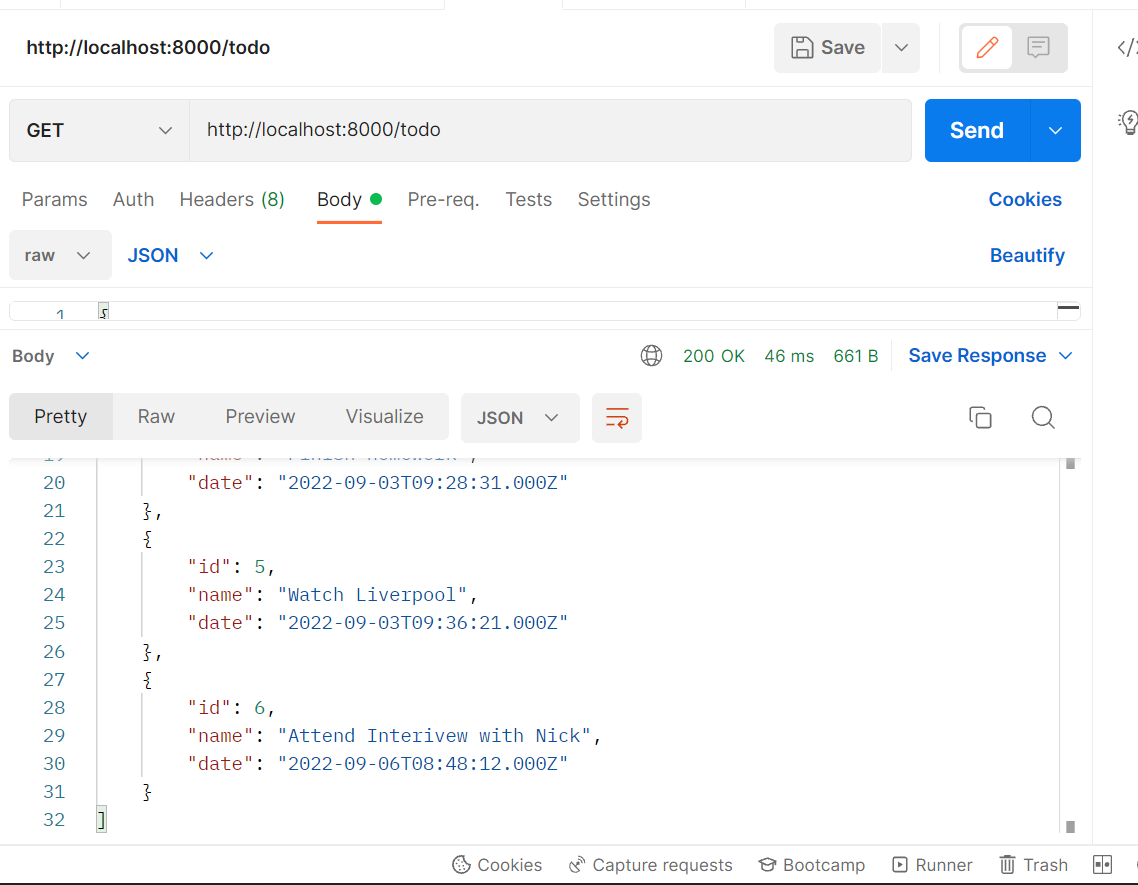 http://localhost:8000/todo
Save
GET
http://localhost:8000/todo
Send
Params Auth Headers (8) Body Pre-req. Tests Settings Cookies
raw JSON Beautify
1 {
Body 200 OK 46 ms 661 B Save Response
Pretty Raw Preview Visualize JSON
19 "name": "Finish homework",
20 "date": "2022-09-03T09:28:31.000Z"
21 },
22 {
23 "id": 5,
24 "name": "Watch Liverpool",
25 "date": "2022-09-03T09:36:21.000Z"
26 },
27 {
28 "id": 6,
29 "name": "Attend Interivew with Nick",
30 "date": "2022-09-06T08:48:12.000Z"
31 }
32 ]
Cookies Capture requests Bootcamp Runner Trash